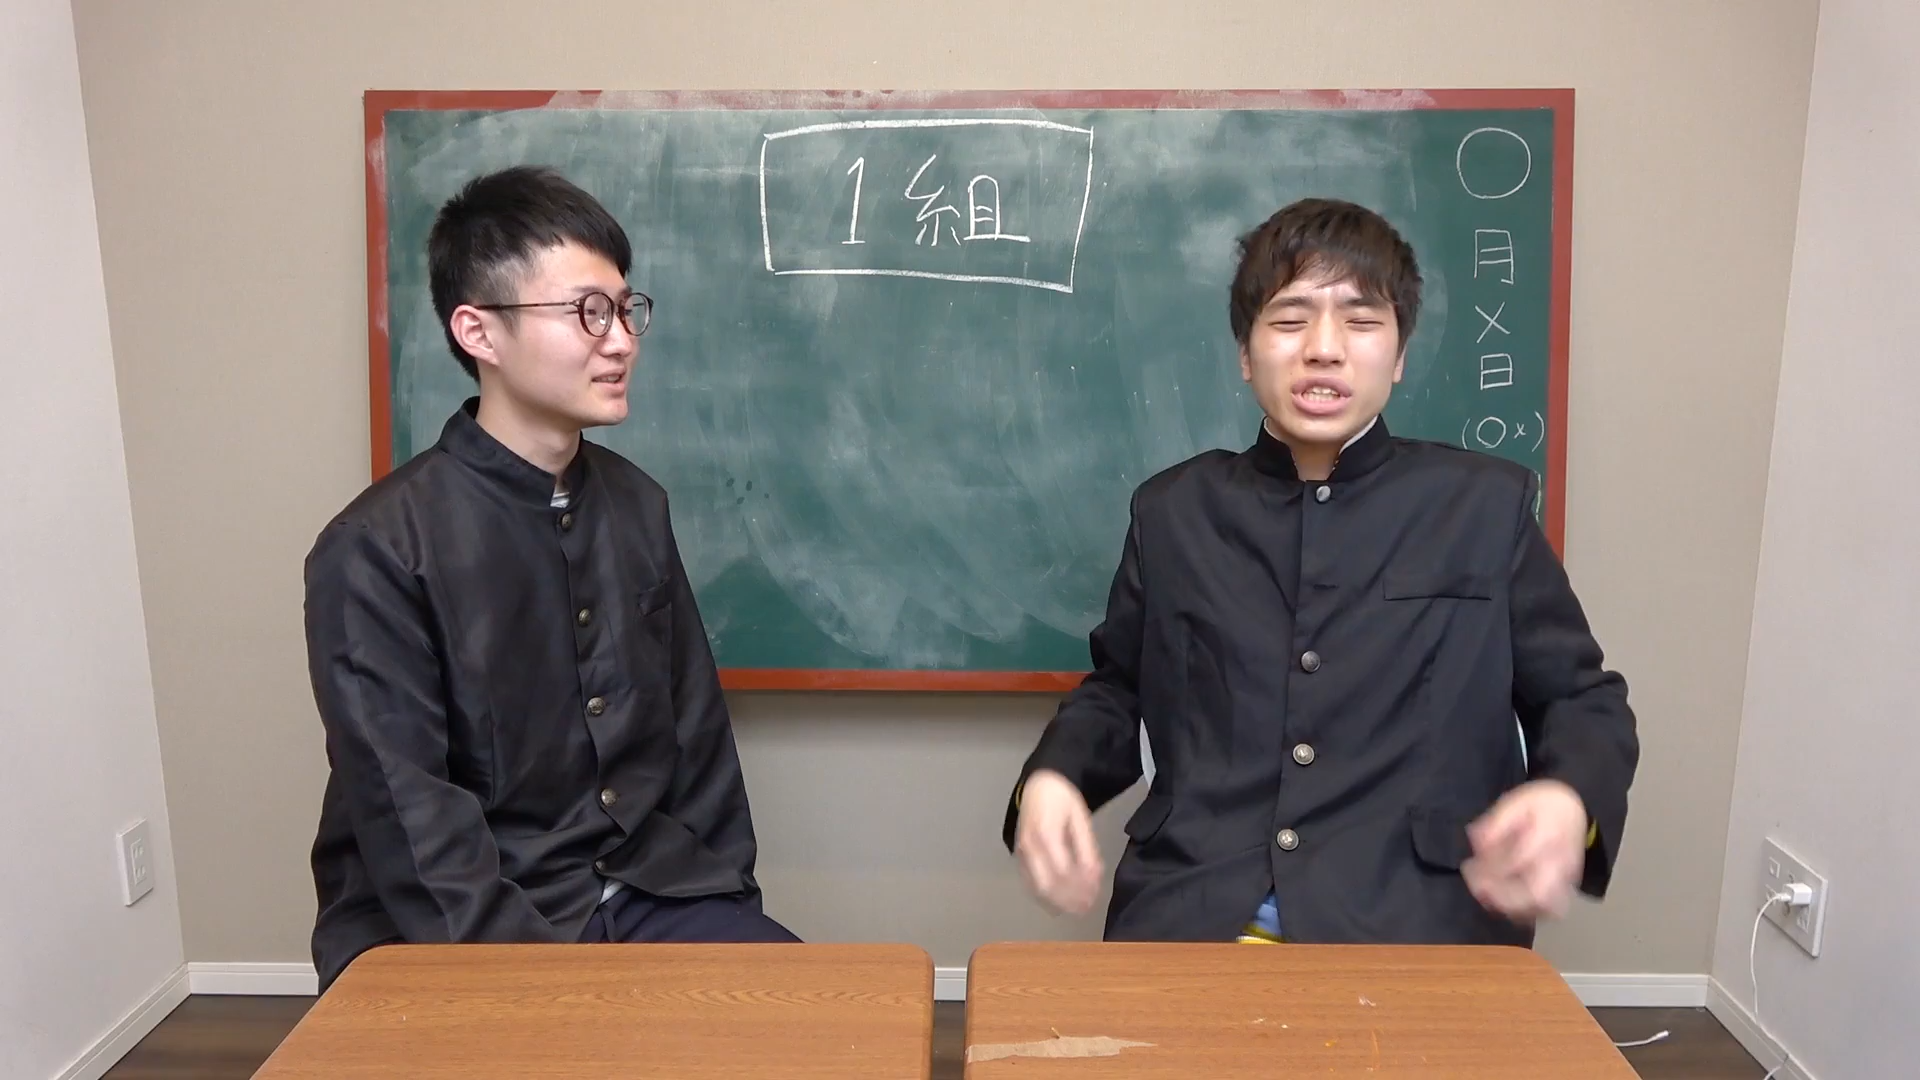 1組
○
月
×
日
(○×)